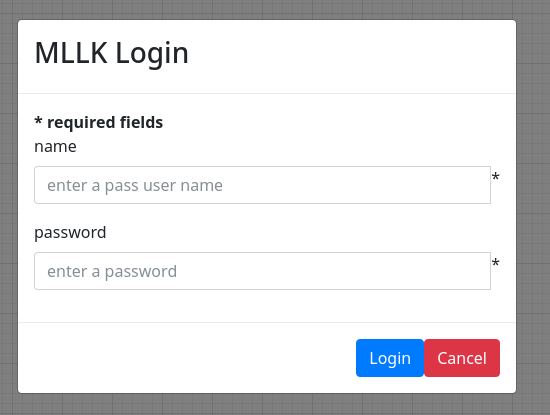 MLLK Login
* required fields
name
enter a pass user name
*
password
enter a password
*
Login Cancel